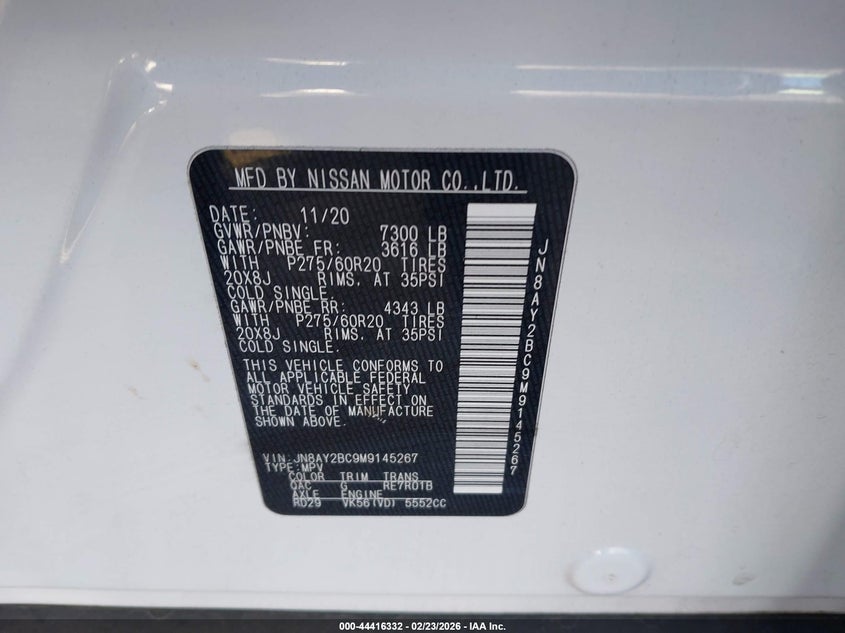 MFD BY NISSAN MOTOR CO.,LTD.
DATE: 11/20
GVWR/PNBV: 7300 LB
GAWR/PNBE FR: 3616 LB
WITH P275/60R20 TIRES
20X8J RIMS. AT 35PSI
COLD SINGLE.
GAWR/PNBE RR: 4343 LB
WITH P275/60R20 TIRES
20X8J RIMS. AT 35PSI
COLD SINGLE.
THIS VEHICLE CONFORMS TO
ALL APPLICABLE FEDERAL
MOTOR VEHICLE SAFETY
STANDARDS IN EFFECT ON
THE DATE OF MANUFACTURE
SHOWN ABOVE.
VIN: JN8AY2BC9M9145267
TYPE: MPV
COLOR TRIM TRANS
QAC G RE7R01B
AXLE ENGINE
RD29 VK56(VD) 5552CC
JN8AY2BC9M9145267
000-44416332 - 02/23/2026 - IAA Inc.